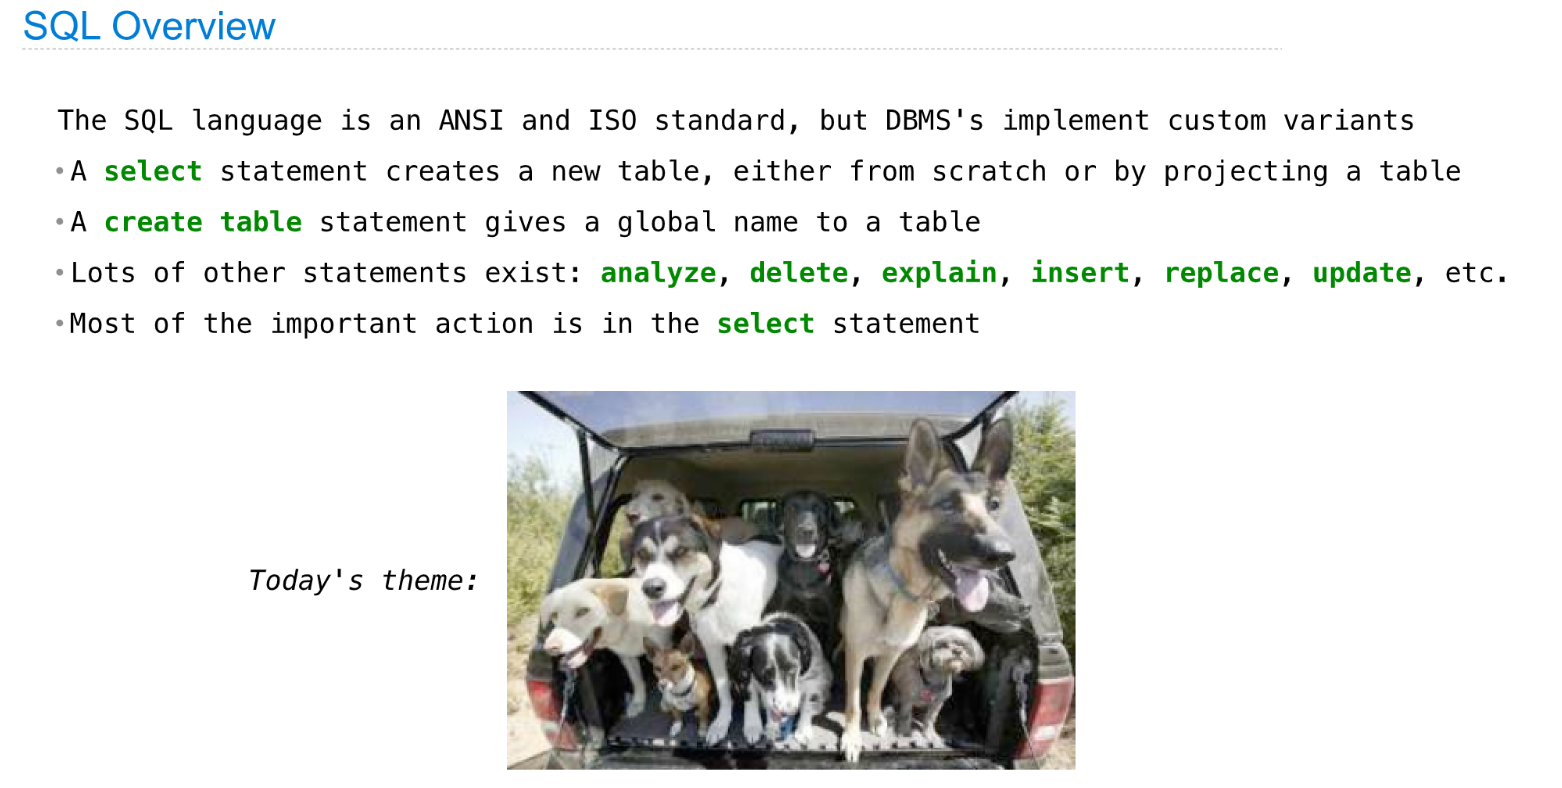 SQL Overview
The SQL language is an ANSI and ISO standard, but DBMS's implement custom variants
• A select statement creates a new table, either from scratch or by projecting a table
• A create table statement gives a global name to a table
• Lots of other statements exist: analyze, delete, explain, insert, replace, update, etc.
• Most of the important action is in the select statement
Today's theme: